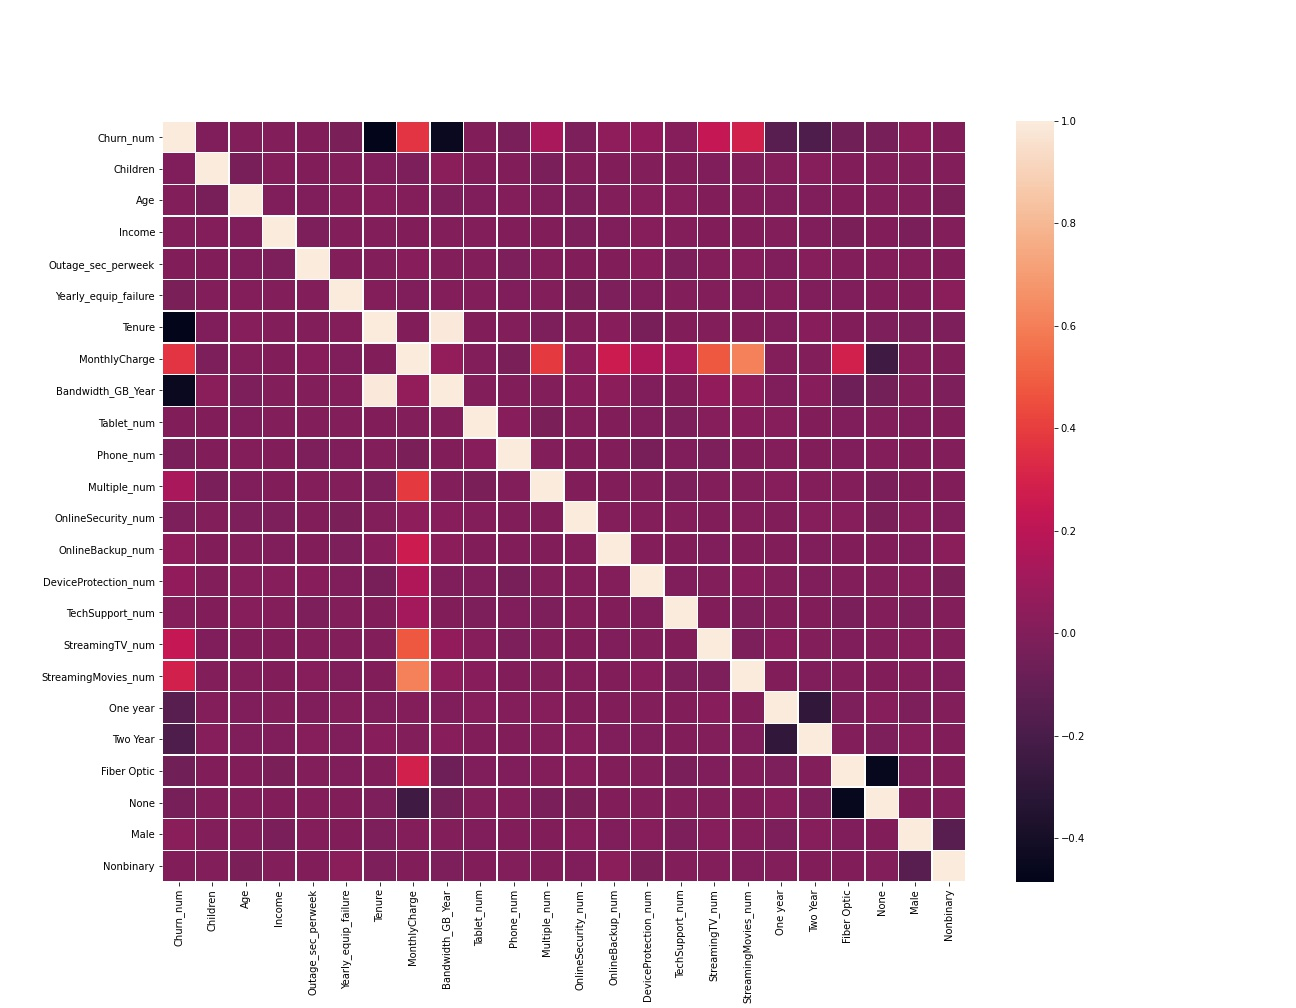 Churn_num
Children
Age
Income
Outage_sec_perweek
Yearly_equip_failure
Tenure
MonthlyCharge
Bandwidth_GB_Year
Tablet_num
Phone_num
Multiple_num
OnlineSecurity_num
OnlineBackup_num
DeviceProtection_num
TechSupport_num
StreamingTV_num
StreamingMovies_num
One year
Two Year
Fiber Optic
None
Male
Nonbinary
Churn_num
Children
Age
Income
Outage_sec_perweek
Yearly_equip_failure
Tenure
MonthlyCharge
Bandwidth_GB_Year
Tablet_num
Phone_num
Multiple_num
OnlineSecurity_num
OnlineBackup_num
DeviceProtection_num
TechSupport_num
StreamingTV_num
StreamingMovies_num
One year
Two Year
Fiber Optic
None
Male
Nonbinary
1.0
0.8
0.6
0.4
0.2
0.0
−0.2
−0.4